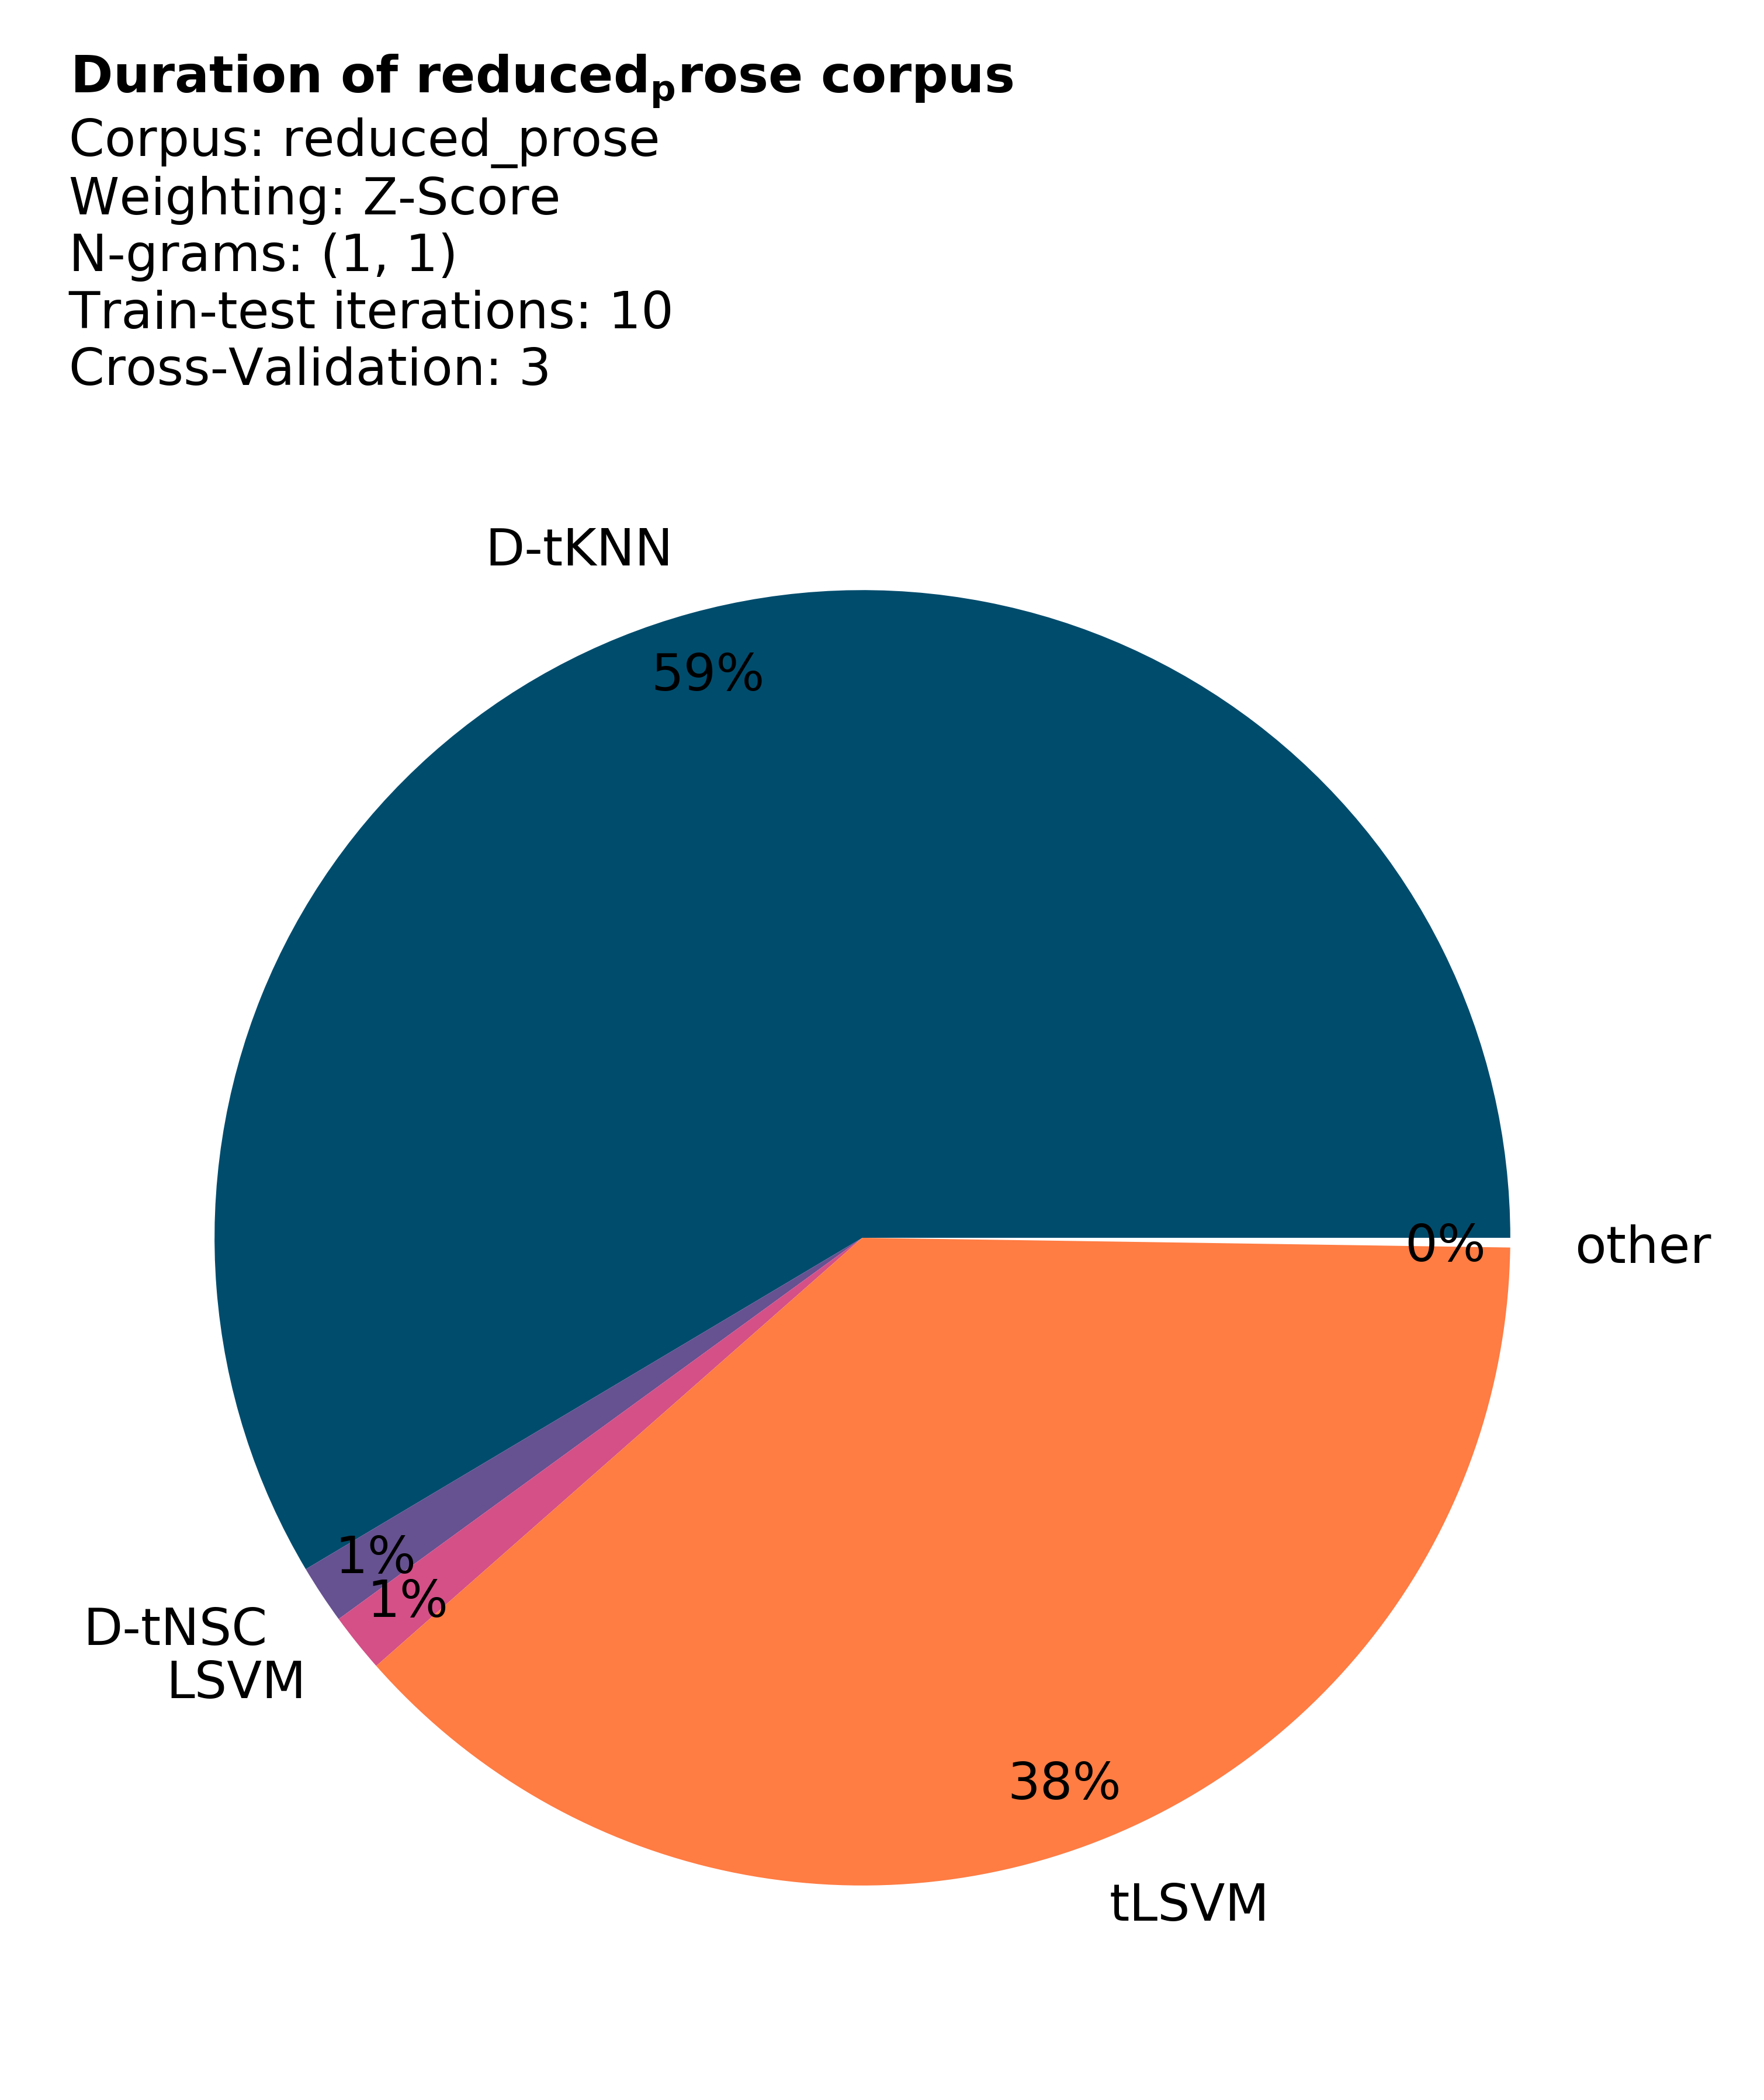 Duration of reducedₚrose corpus
Corpus: reduced_prose
Weighting: Z-Score
N-grams: (1, 1)
Train-test iterations: 10
Cross-Validation: 3
D-tKNN
59%
0%
other
1%
1%
D-tNSC
LSVM
38%
tLSVM